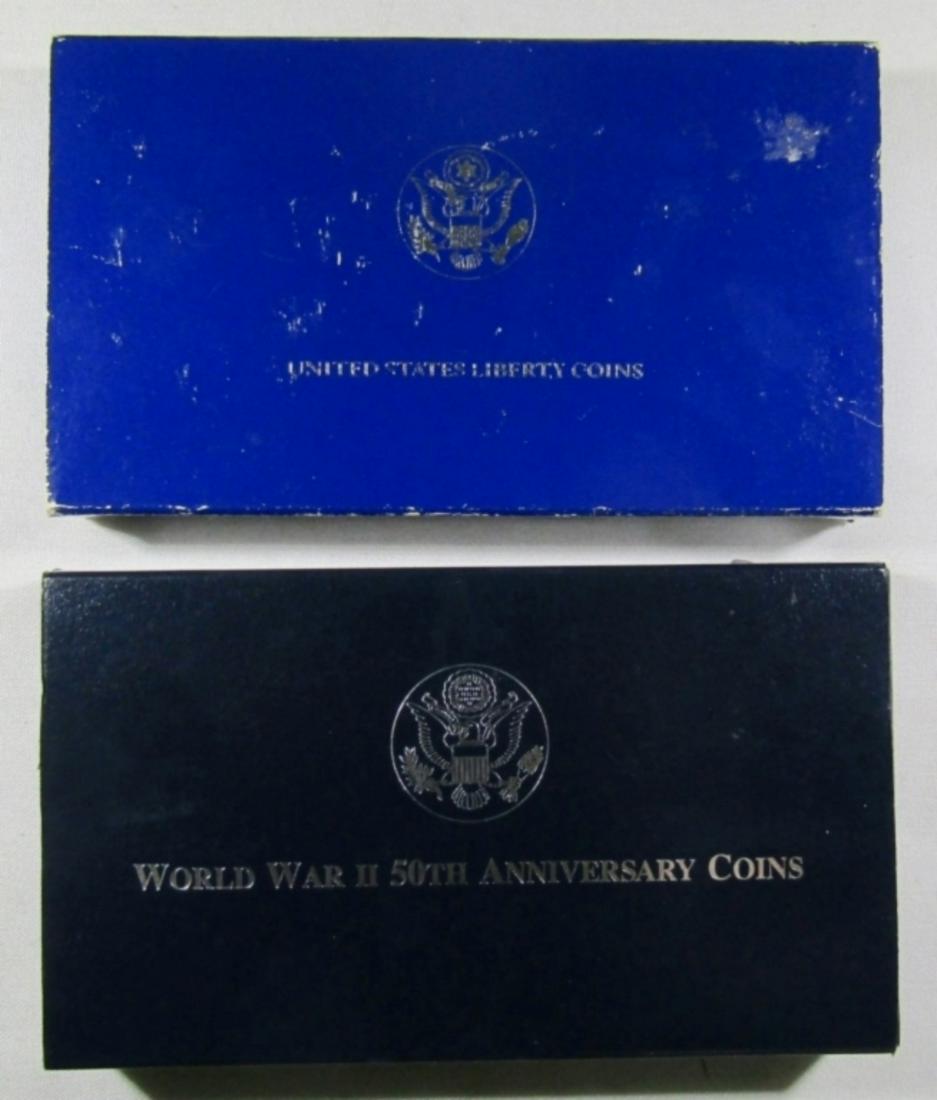 UNITED STATES LIBERTY COINS
WORLD WAR II 50TH ANNIVERSARY COINS